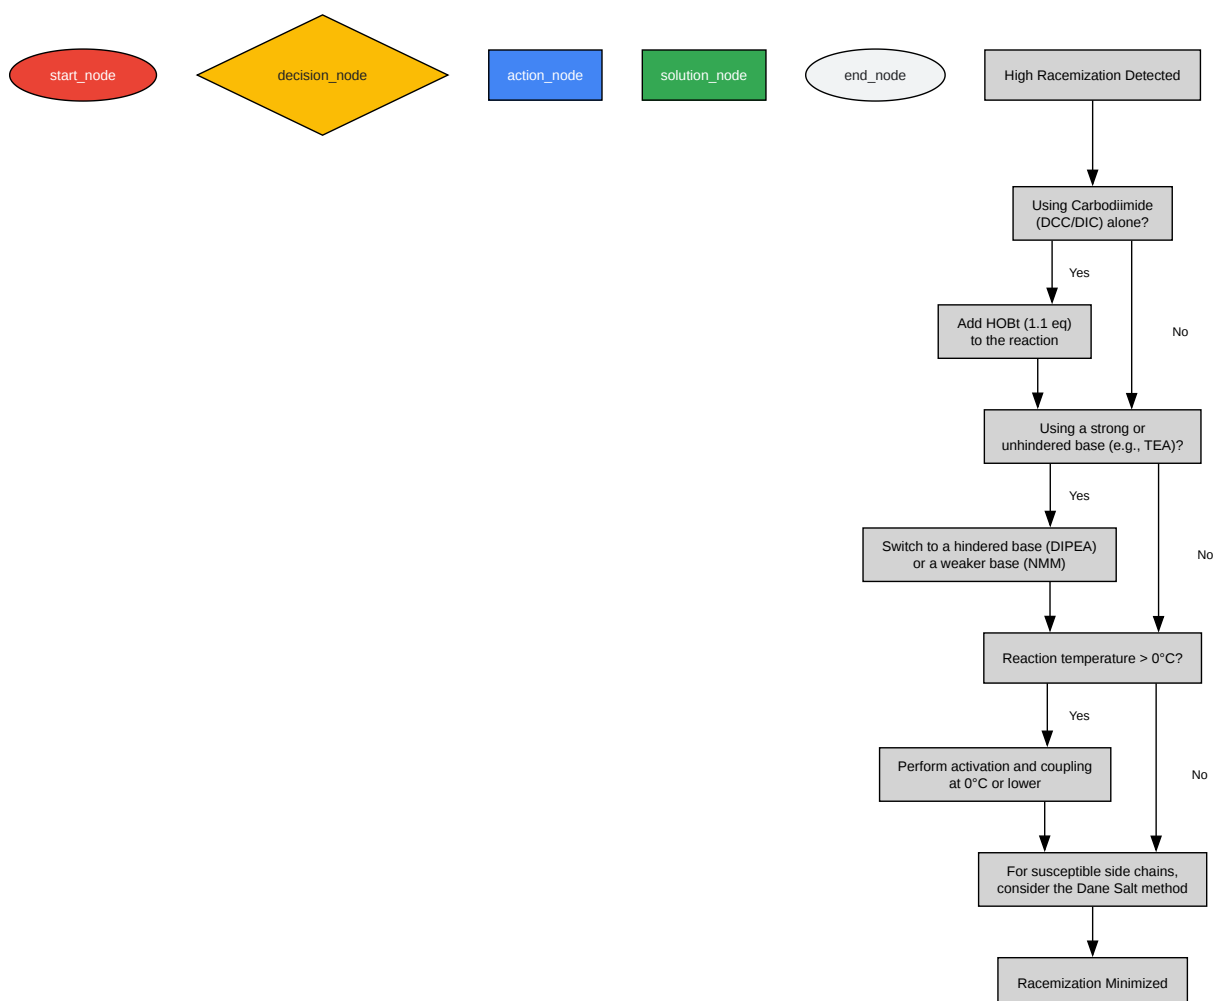 start_node
decision_node
action_node
solution_node
end_node
High Racemization Detected
Using Carbodiimide
(DCC/DIC) alone?
Yes
Add HOBt (1.1 eq)
to the reaction
No
Using a strong or
unhindered base (e.g., TEA)?
Yes
Switch to a hindered base (DIPEA)
or a weaker base (NMM)
No
Reaction temperature > 0°C?
Yes
Perform activation and coupling
at 0°C or lower
No
For susceptible side chains,
consider the Dane Salt method
Racemization Minimized